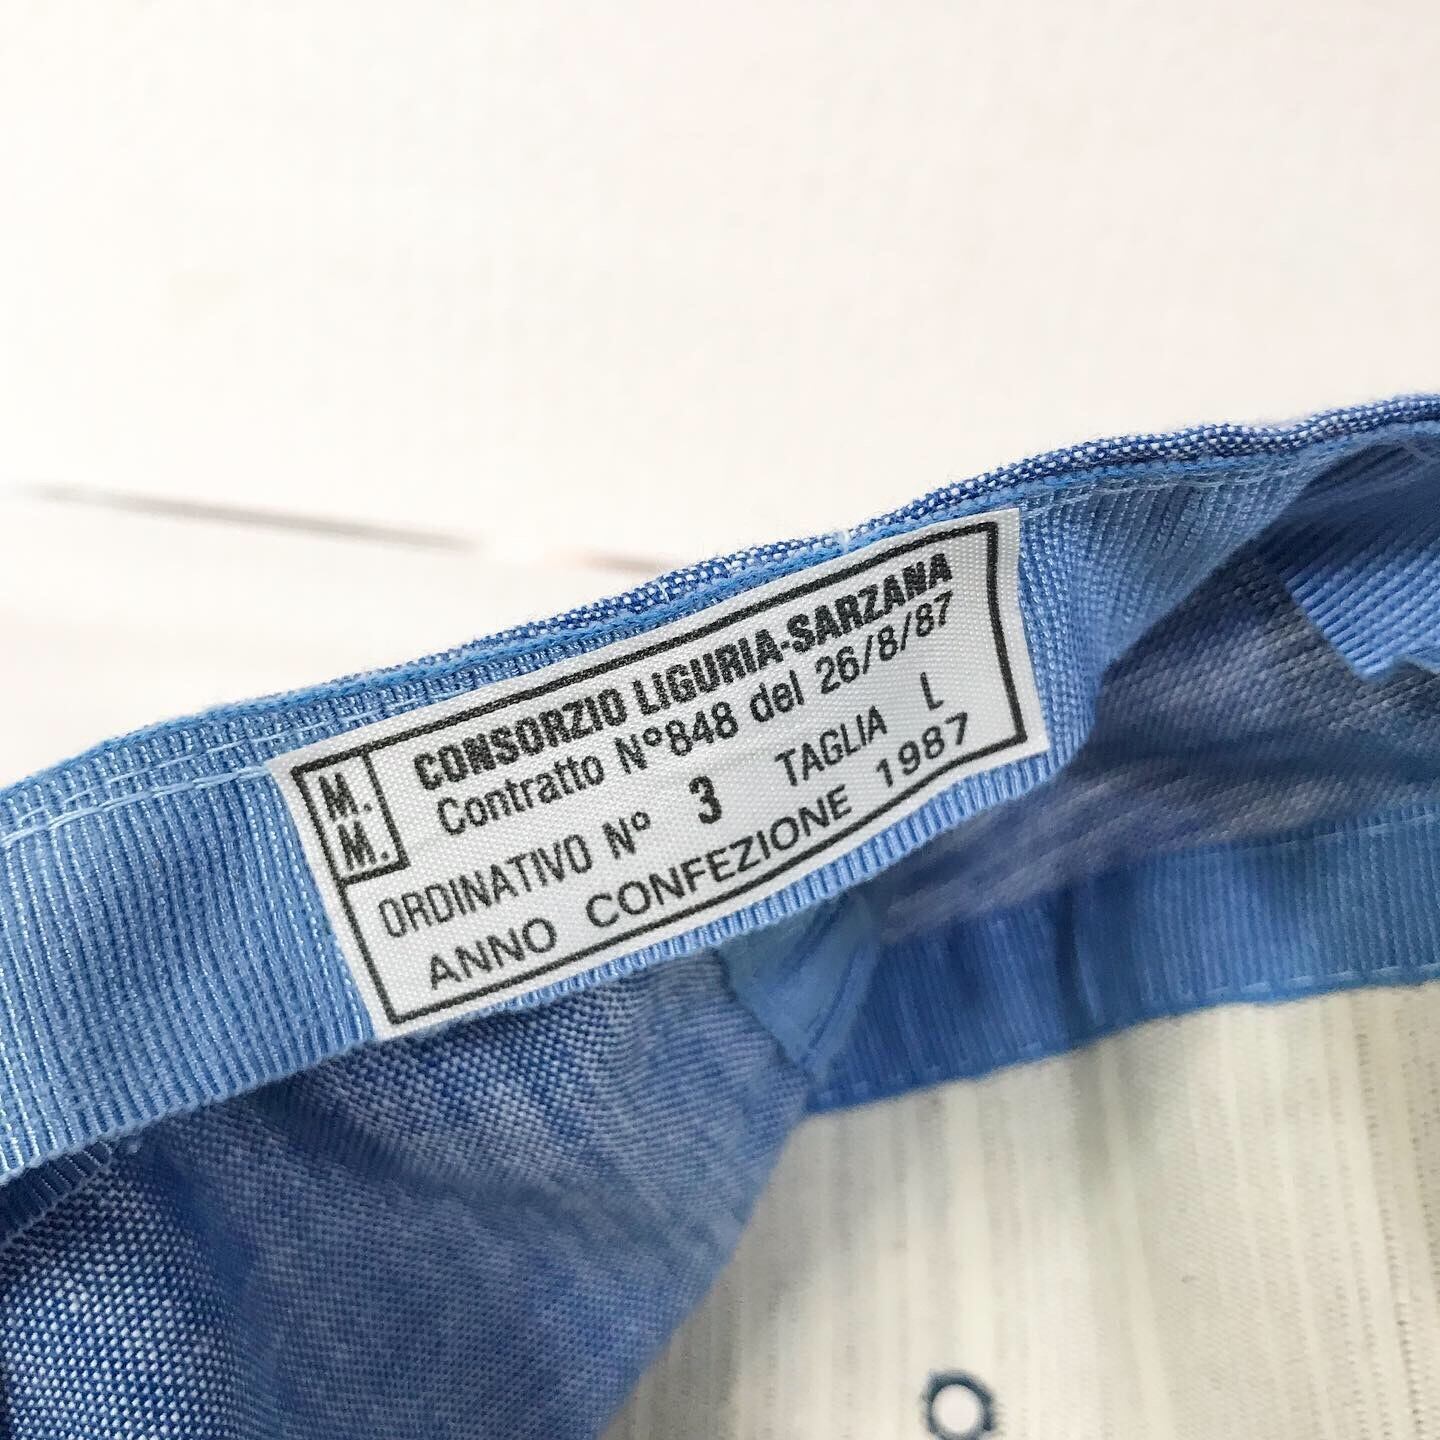 M.
M.
CONSORZIO LIGURIA-SARZANA
Contratto N° 848 del 26/8/87
ORDINATIVO N° 3 TAGLIA L
ANNO CONFEZIONE 1987